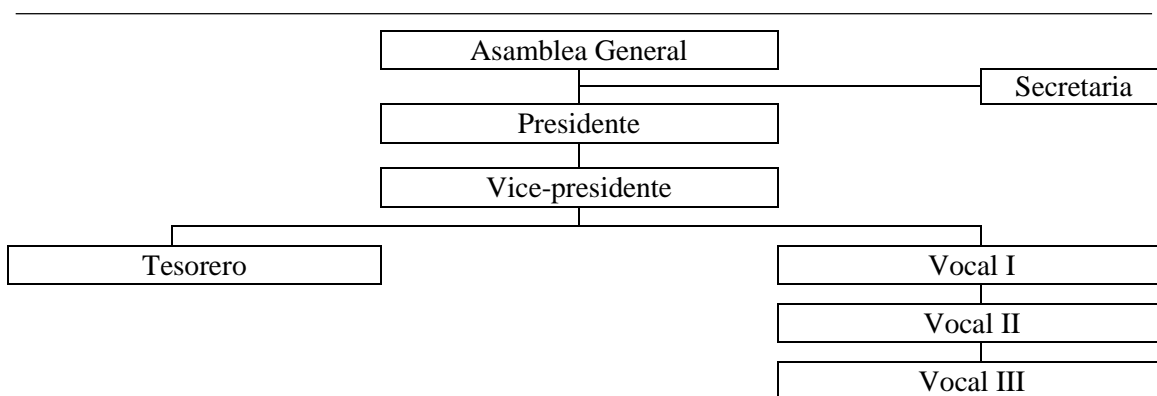 Asamblea General
Secretaria
Presidente
Vice-presidente
Tesorero
Vocal I
Vocal II
Vocal III